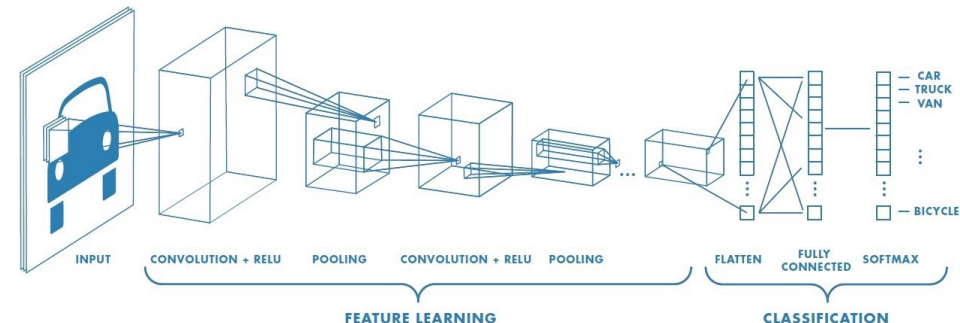 CAR
TRUCK
VAN
BICYCLE
INPUT
CONVOLUTION + RELU
POOLING
CONVOLUTION + RELU
POOLING
FLATTEN
FULLY
CONNECTED
SOFTMAX
FEATURE LEARNING
CLASSIFICATION